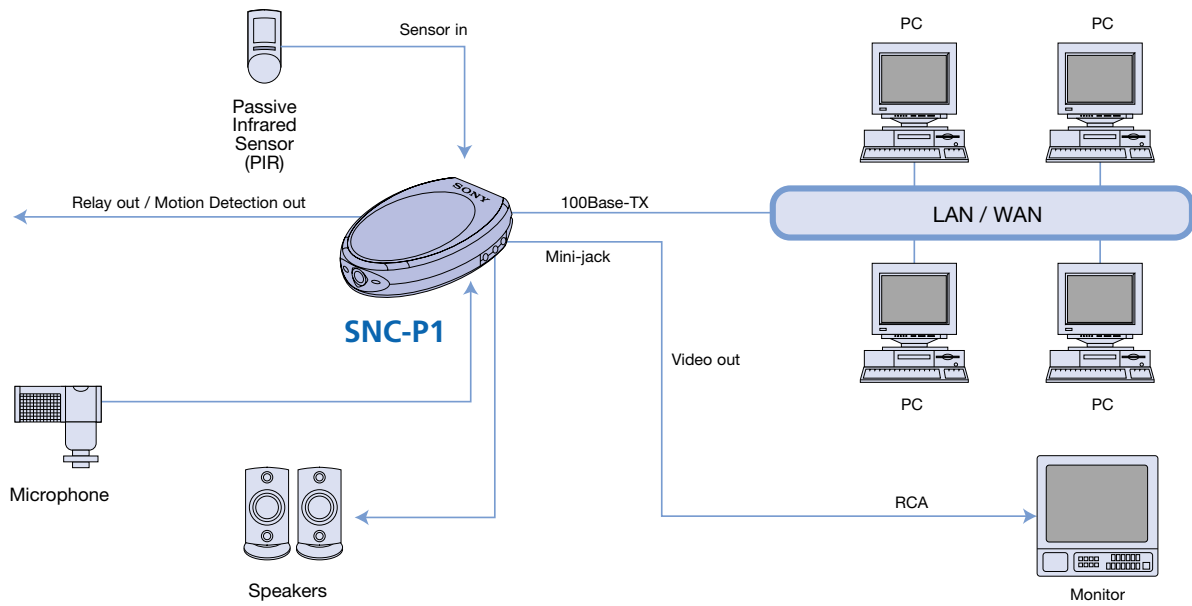 PC
PC
Sensor in
Passive
Infrared
Sensor
(PIR)
SONY
Relay out / Motion Detection out
100Base-TX
LAN / WAN
Mini-jack
SNC-P1
Video out
PC
PC
Microphone
RCA
Speakers
Monitor